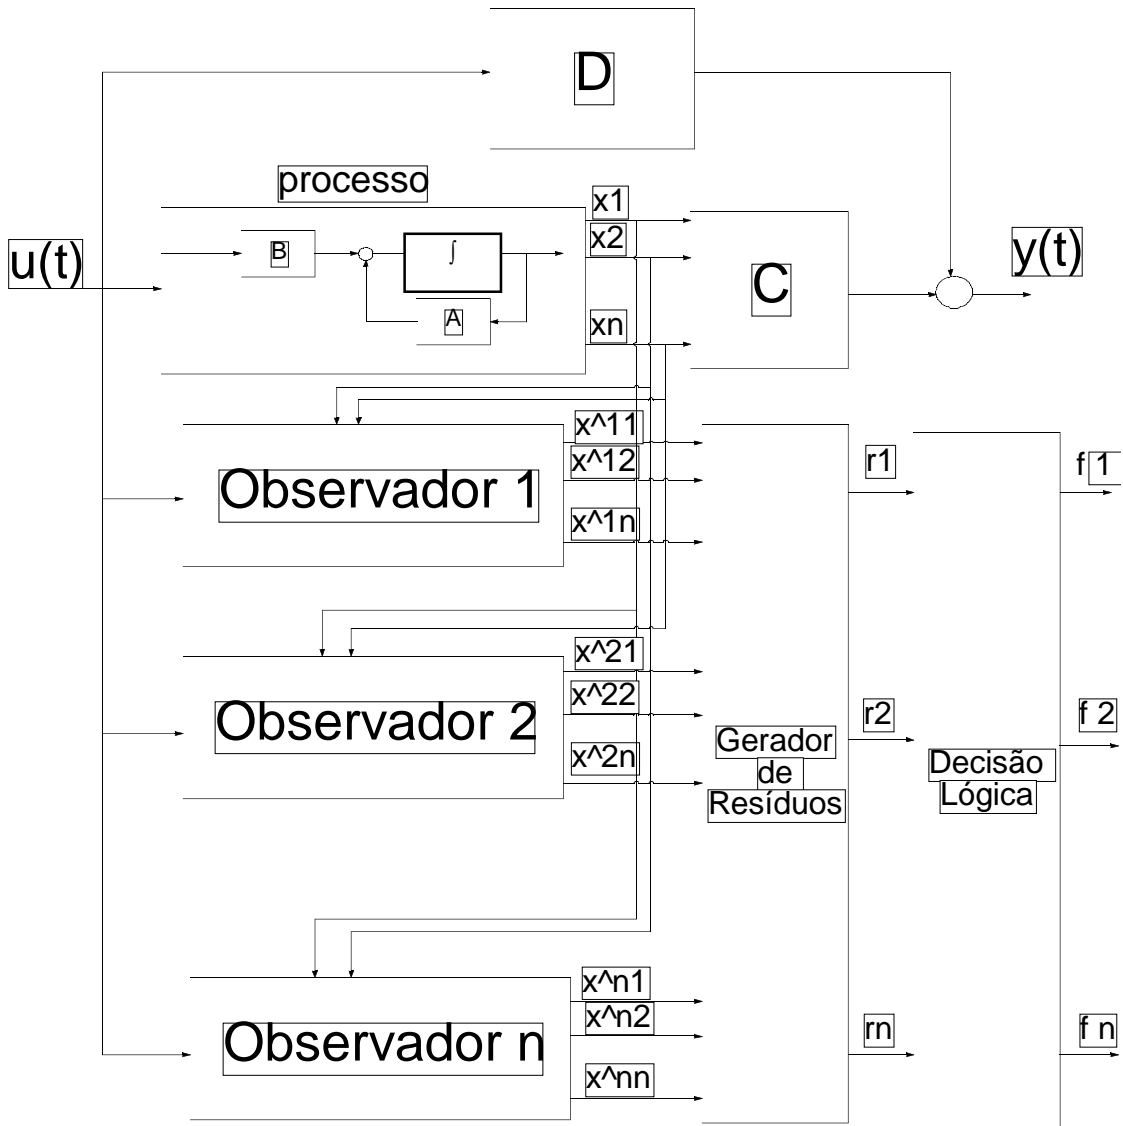 D
processo
x1
x2
B
∫
u(t)
y(t)
C
A
xn
x^11
x^12
x^1n
Observador 1
r1
f 1
x^21
x^22
x^2n
Observador 2
Gerador
de
Resíduos
r2
Decisão
Lógica
f 2
x^n1
x^n2
x^nn
Observador n
rn
f n